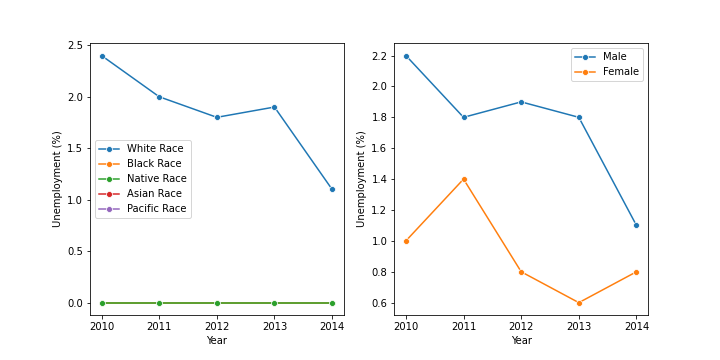 2.5
2.0
1.5
1.0
0.5
0.0
Unemployment (%)
White Race
Black Race
Native Race
Asian Race
Pacific Race
2010 2011 2012 2013 2014
Year
2.2
2.0
1.8
1.6
1.4
1.2
1.0
0.8
0.6
Unemployment (%)
Male
Female
2010 2011 2012 2013 2014
Year